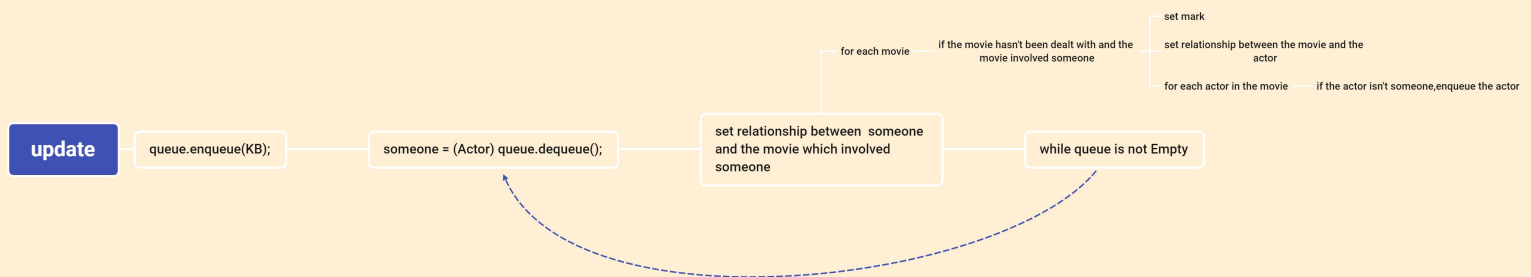 set mark
for each movie
if the movie hasn't been dealt with and the
movie involved someone
set relationship between the movie and the
actor
for each actor in the movie
if the actor isn't someone,enqueue the actor
update
queue.enqueue(KB);
someone = (Actor) queue.dequeue();
set relationship between  someone
and the movie which involved
someone
while queue is not Empty